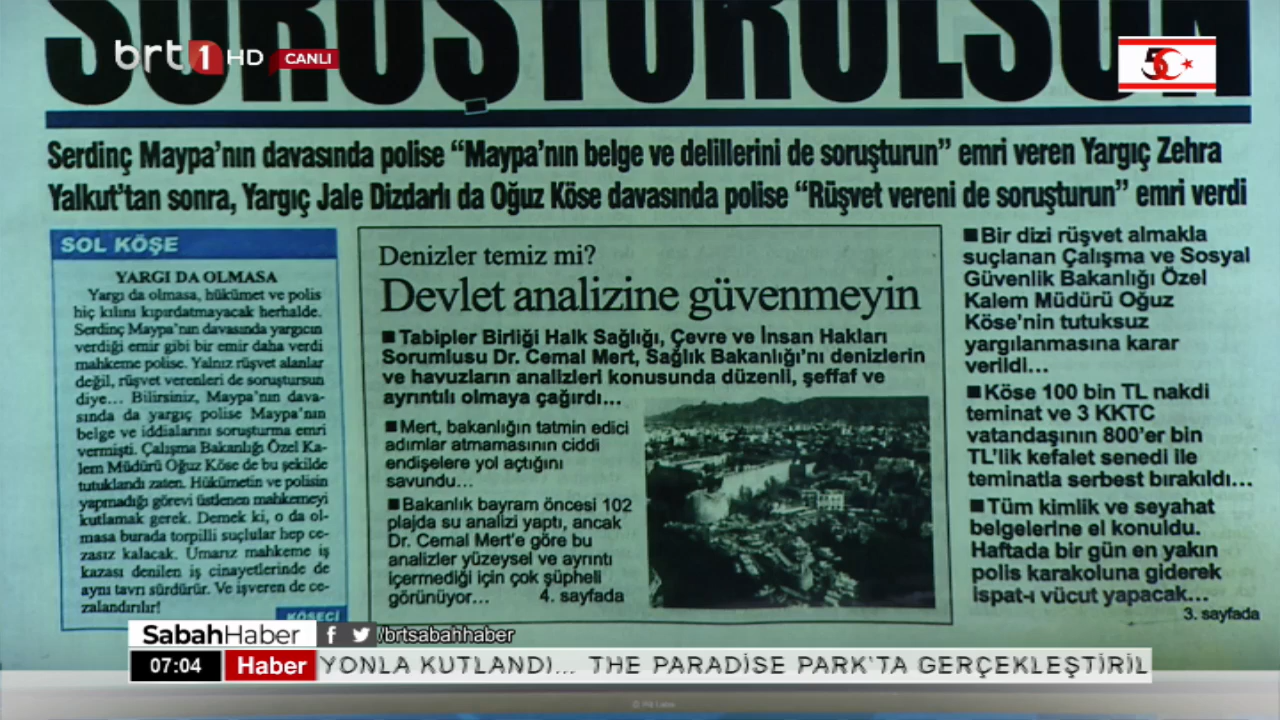 SORUŞTURULSUN
brt 1 HD CANLI
Serdinç Maypa’nın davasında polise “Maypa’nın belge ve delillerini de soruşturun” emri veren Yargıç Zehra
Yalkut’tan sonra, Yargıç Jale Dizdarlı da Oğuz Köse davasında polise “Rüşvet vereni de soruşturun” emri verdi
SOL KÖŞE
YARGI DA OLMASA
Yargı da olmasa, hükümet ve polis
hiç kılını kıpırdatmayacak herhalde.
Serdinç Maypa’nın davasında yargıcın
verdiği emir gibi bir emir daha verdi
mahkeme polise. Yalnız rüşvet alanlar
değil, rüşvet verenleri de soruştursun
diye... Bilirsiniz, Maypa’nın dava-
sında da yargıç polise Maypa’nın
belge ve iddialarını soruşturma emri
vermişti. Çalışma Bakanlığı Özel Ka-
lem Müdürü Oğuz Köse de bu şekilde
tutuklandı zaten. Hükümetin ve polisin
yapmadığı görevi üstlenen mahkemeyi
kutlamak gerek. Demek ki, o da ol-
masa burada torpilli suçlular hep ce-
zasız kalacak. Umarız mahkeme iş
kazası denilen iş cinayetlerinde de
aynı tavrı sürdürür. Ve işveren de ce-
zalandırılır!
KÖŞECİ
Denizler temiz mi?
Devlet analizine güvenmeyin
■ Tabipler Birliği Halk Sağlığı, Çevre ve İnsan Hakları
Sorumlusu Dr. Cemal Mert, Sağlık Bakanlığı’nı denizlerin
ve havuzların analizleri konusunda düzenli, şeffaf ve
ayrıntılı olmaya çağırdı...
■ Mert, bakanlığın tatmin edici
adımlar atmamasının ciddi
endişelere yol açtığını
savundu...
■ Bakanlık bayram öncesi 102
plajda su analizi yaptı, ancak
Dr. Cemal Mert’e göre bu
analizler yüzeysel ve ayrıntı
içermediği için çok şüpheli
görünüyor... 4. sayfada
■ Bir dizi rüşvet almakla
suçlanan Çalışma ve Sosyal
Güvenlik Bakanlığı Özel
Kalem Müdürü Oğuz
Köse’nin tutuksuz
yargılanmasına karar
verildi...
■ Köse 100 bin TL nakdi
teminat ve 3 KKTC
vatandaşının 800’er bin
TL’lik kefalet senedi ile
teminatla serbest bırakıldı...
■ Tüm kimlik ve seyahat
belgelerine el konuldu.
Haftada bir gün en yakın
polis karakoluna giderek
ispat-ı vücut yapacak...
3. sayfada
SabahHaber /brtsabahhaber
07:04 Haber YONLA KUTLANDI... THE PARADİSE PARK’TA GERÇEKLEŞTİRİL